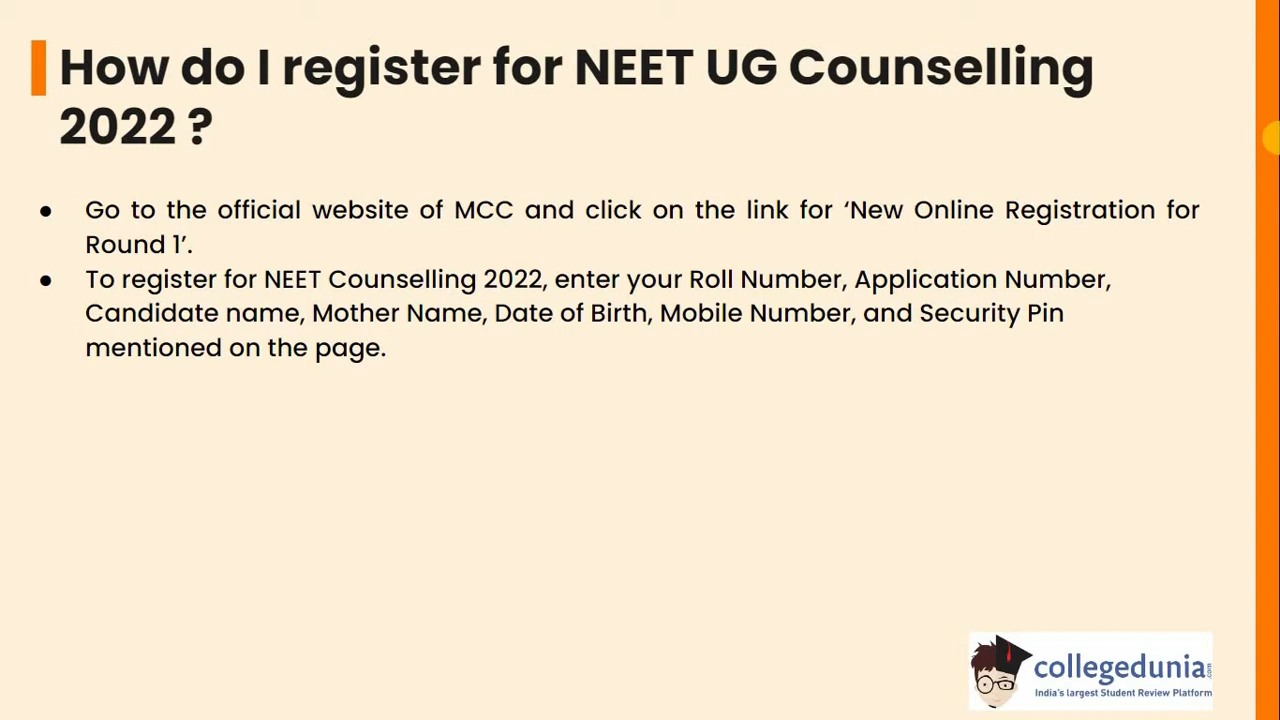 How do I register for NEET UG Counselling
2022 ?
● Go to the official website of MCC and click on the link for ‘New Online Registration for
Round 1’.
● To register for NEET Counselling 2022, enter your Roll Number, Application Number,
Candidate name, Mother Name, Date of Birth, Mobile Number, and Security Pin
mentioned on the page.
collegedunia.com
India's largest Student Review Platform